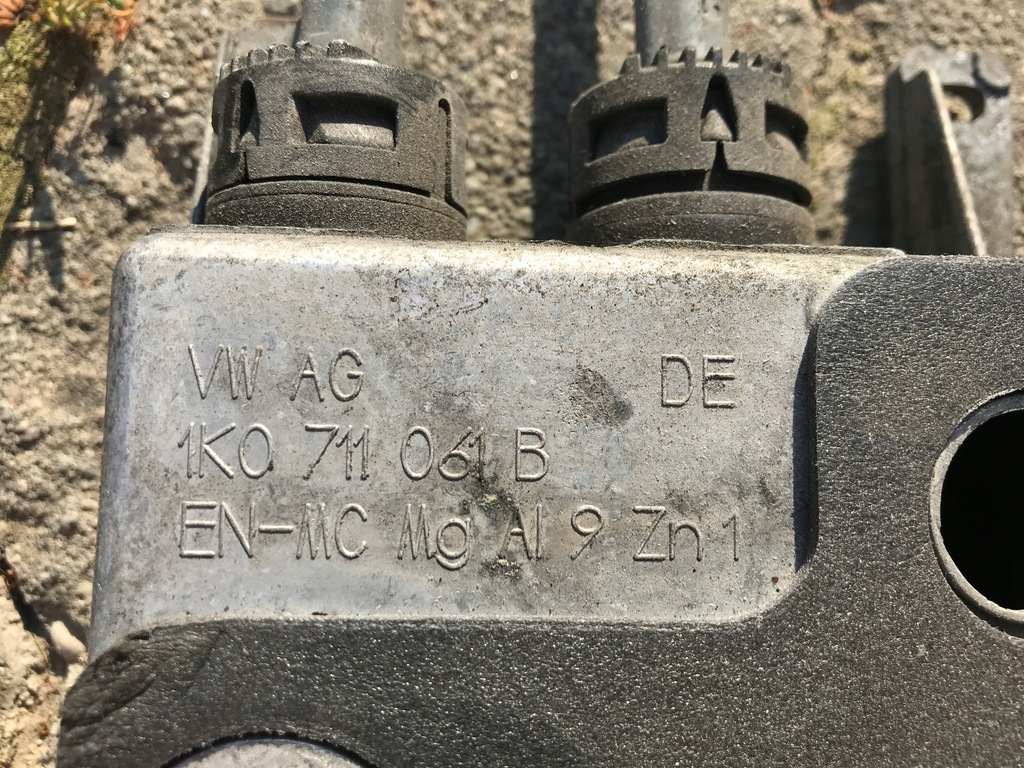 VW AG DE
1K0 711 061 B
EN-MC Mg Al 9 Zn 1